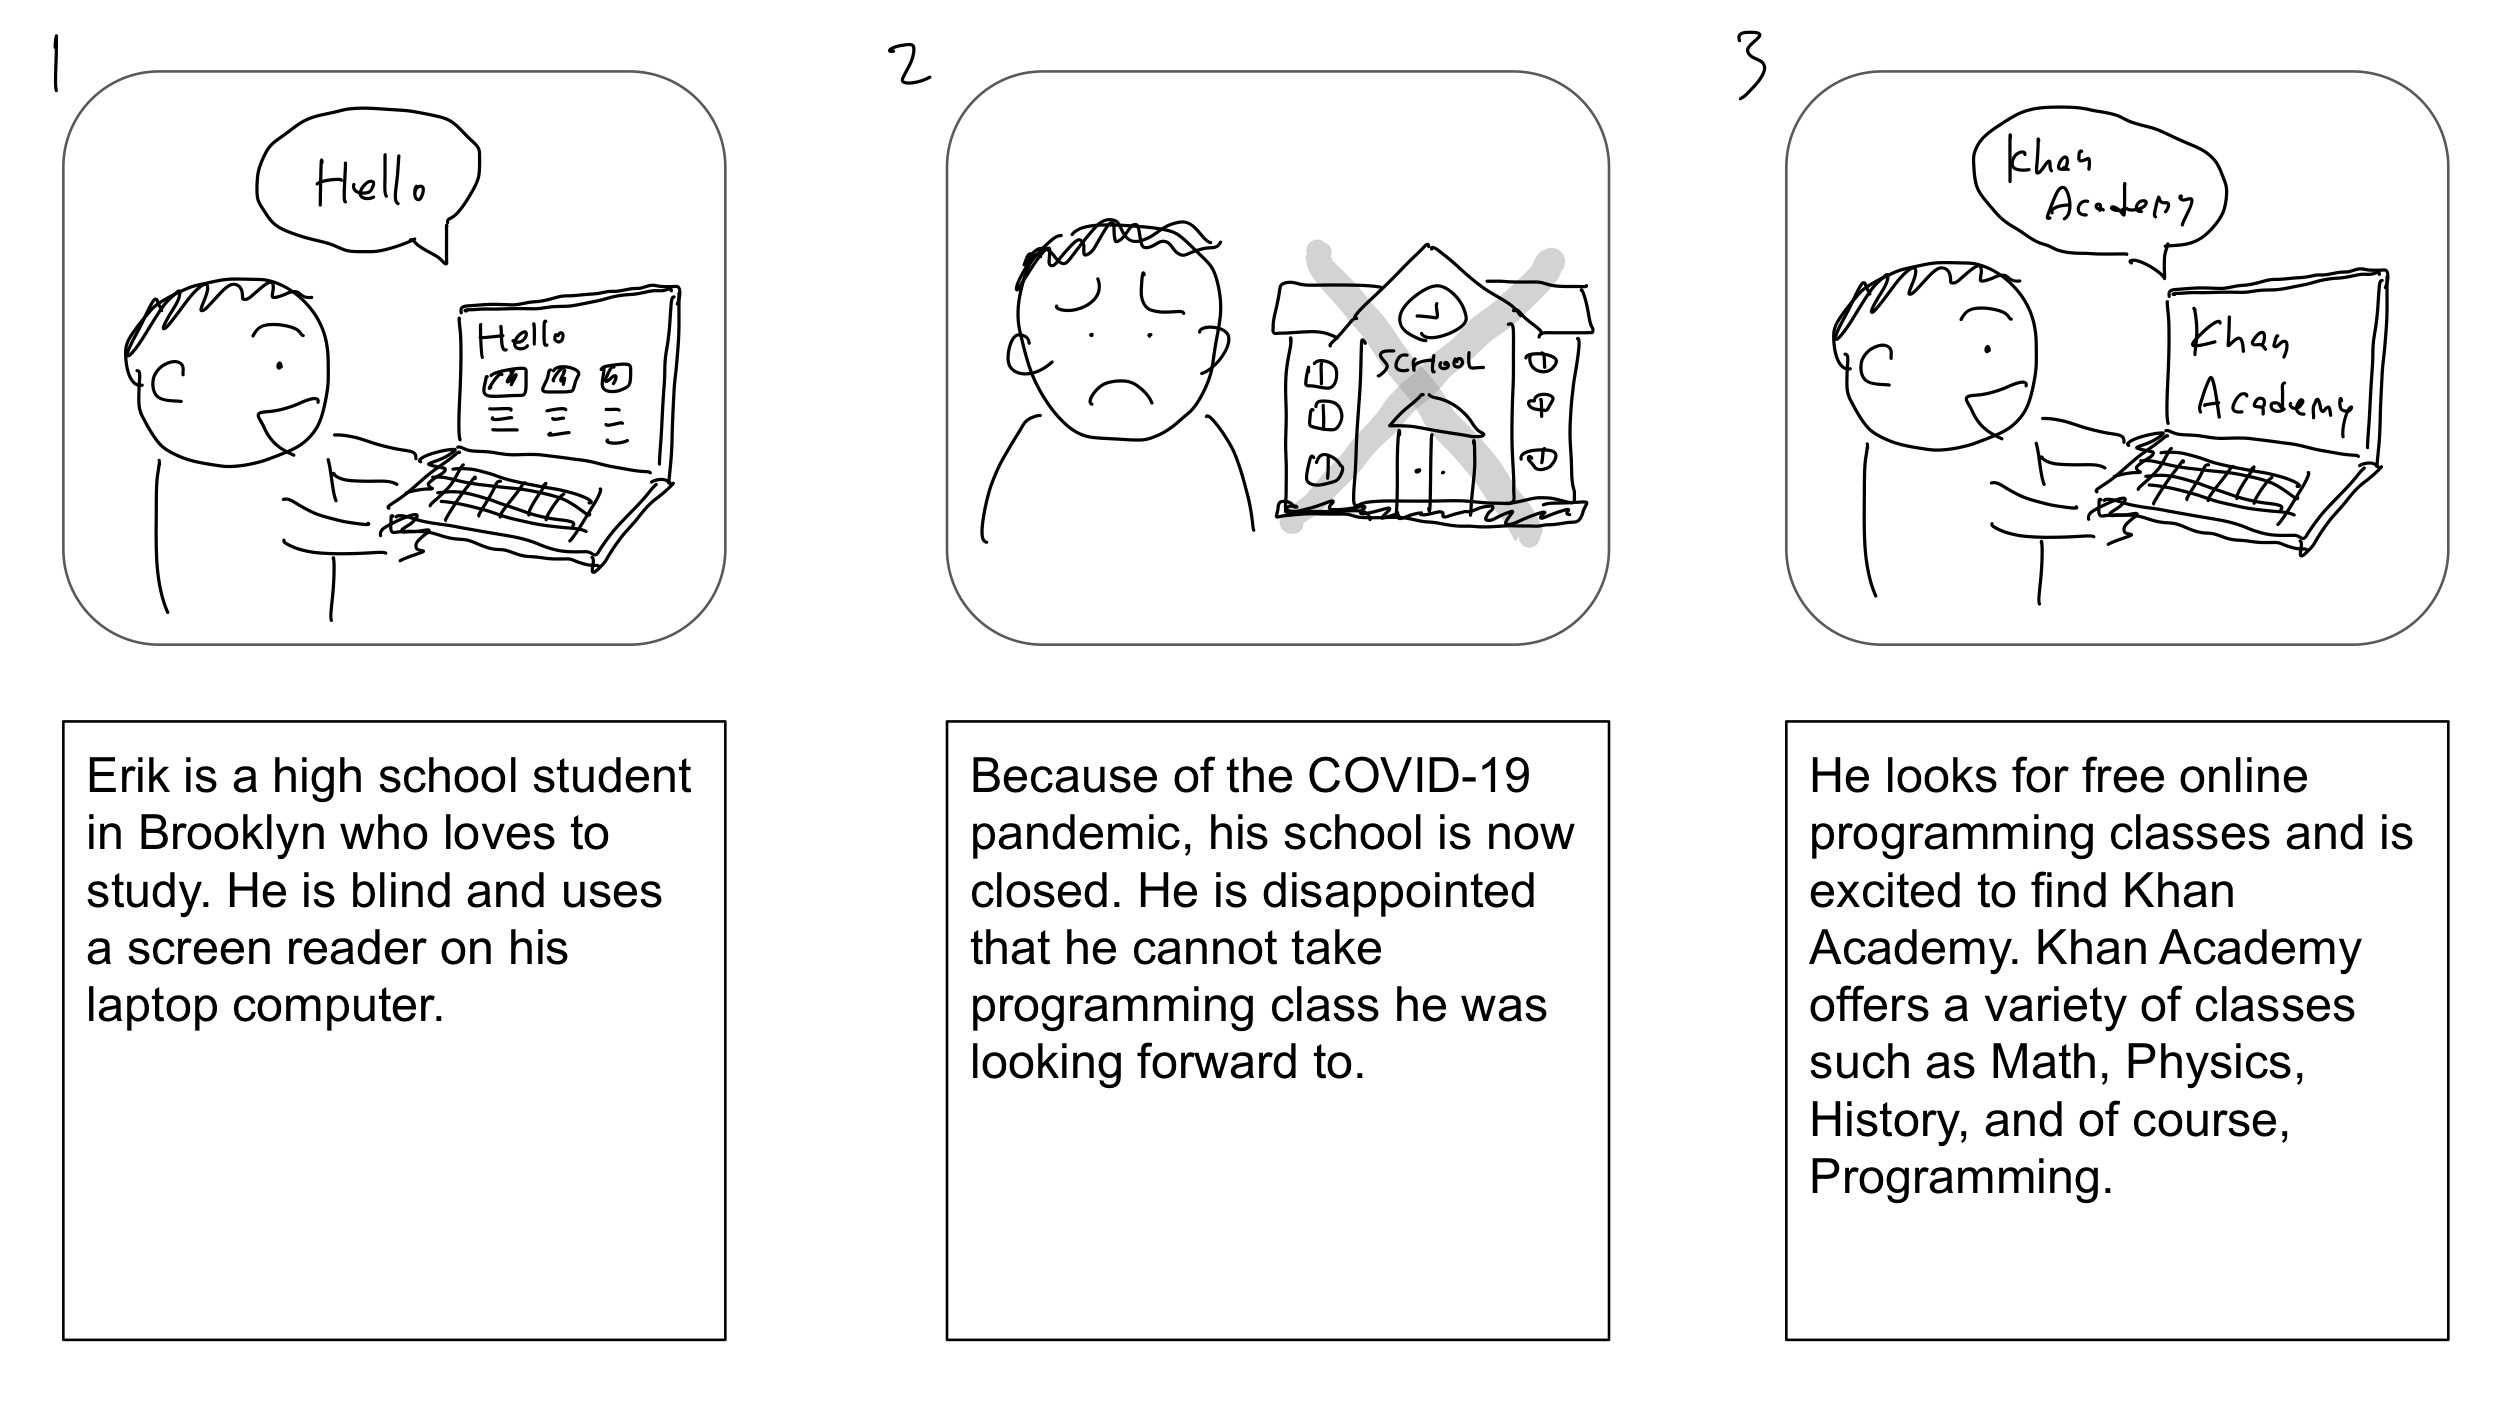 1
2
3
Hello
Hello
SCHOOL
Khan
Academy
Khan
Academy
Erik is a high school student
in Brooklyn who loves to
study. He is blind and uses
a screen reader on his
laptop computer.
Because of the COVID-19
pandemic, his school is now
closed. He is disappointed
that he cannot take
programming class he was
looking forward to.
He looks for free online
programming classes and is
excited to find Khan
Academy. Khan Academy
offers a variety of classes
such as Math, Physics,
History, and of course,
Programming.